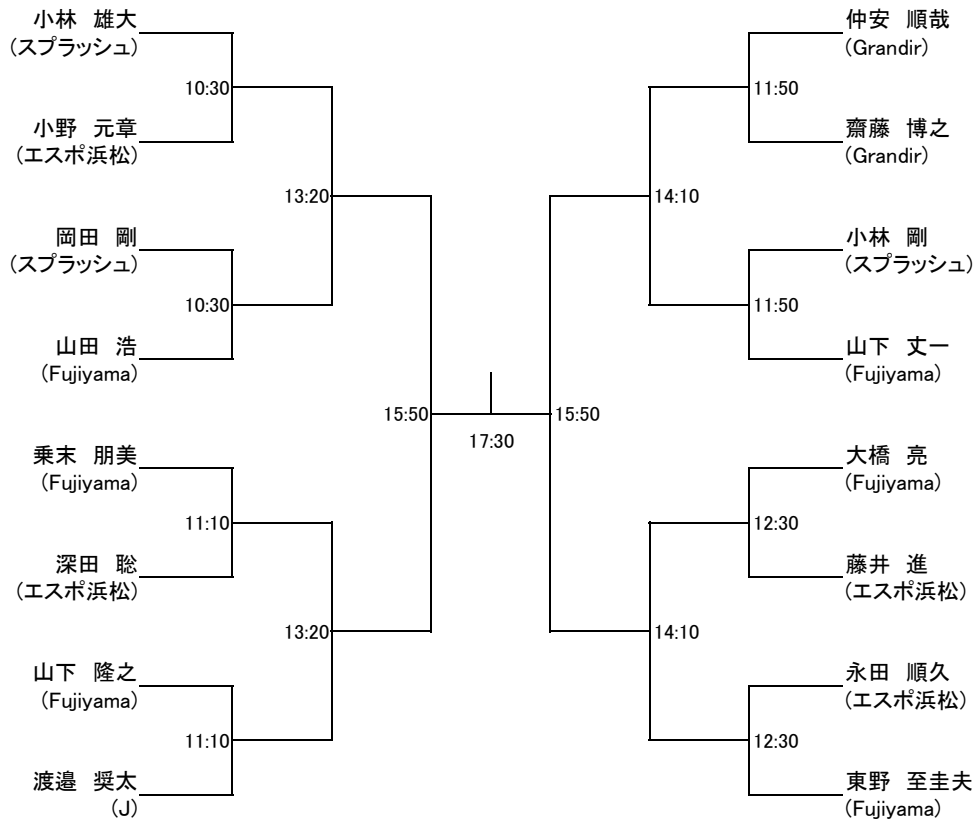 小林 雄大
(スプラッシュ)
10:30
小野 元章
(エスポ浜松)
13:20
岡田 剛
(スプラッシュ)
10:30
山田 浩
(Fujiyama)
15:50
乗末 朋美
(Fujiyama)
11:10
深田 聡
(エスポ浜松)
13:20
山下 隆之
(Fujiyama)
11:10
渡邉 奨太
(J)
17:30
仲安 順哉
(Grandir)
11:50
齋藤 博之
(Grandir)
14:10
小林 剛
(スプラッシュ)
11:50
山下 丈一
(Fujiyama)
15:50
大橋 亮
(Fujiyama)
12:30
藤井 進
(エスポ浜松)
14:10
永田 順久
(エスポ浜松)
12:30
東野 至圭夫
(Fujiyama)